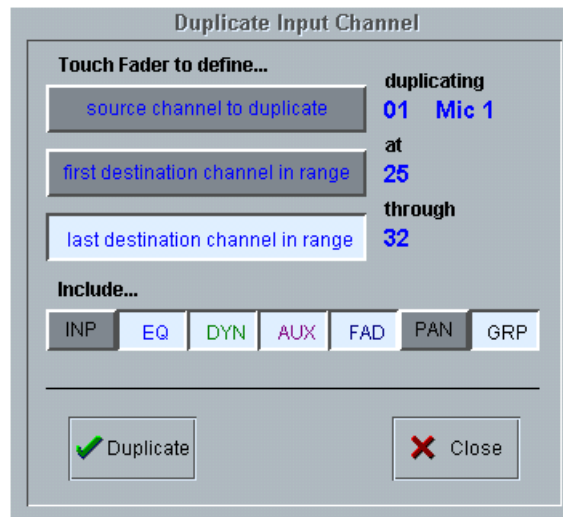 Duplicate Input Channel
Touch Fader to define...
source channel to duplicate
duplicating
01 Mic 1
first destination channel in range
at
25
last destination channel in range
through
32
Include...
INP EQ DYN AUX FAD PAN GRP
Duplicate Close